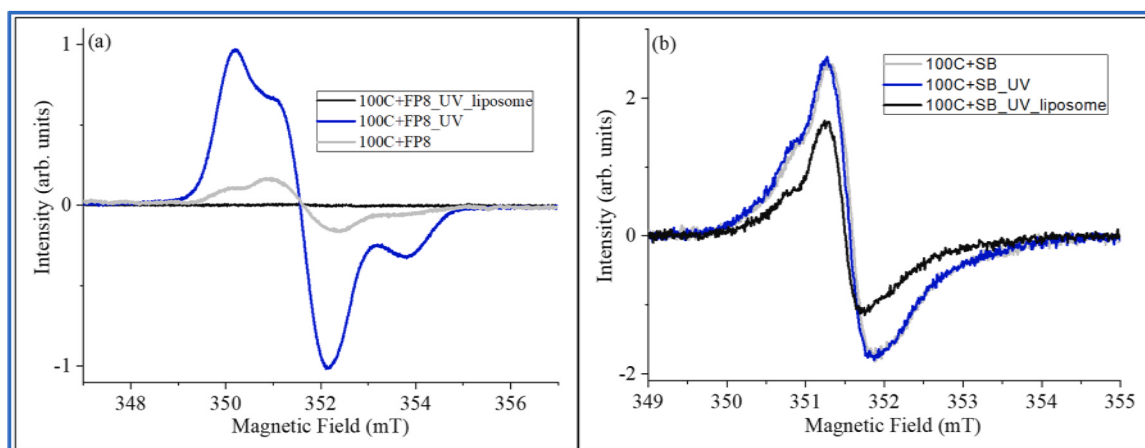 (a)
1
0
-1
Intensity (arb. units)
100C+FP8_UV_liposome
100C+FP8_UV
100C+FP8
348 350 352 354 356
Magnetic Field (mT)
(b)
2
0
-2
Intensity (arb. units)
100C+SB
100C+SB_UV
100C+SB_UV_liposome
349 350 351 352 353 354 355
Magnetic Field (mT)